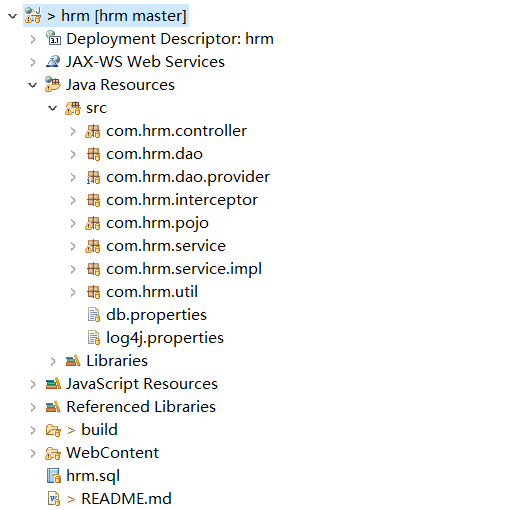 > hrm [hrm master]
Deployment Descriptor: hrm
JAX-WS Web Services
Java Resources
src
com.hrm.controller
com.hrm.dao
com.hrm.dao.provider
com.hrm.interceptor
com.hrm.pojo
com.hrm.service
com.hrm.service.impl
com.hrm.util
db.properties
log4j.properties
Libraries
JavaScript Resources
Referenced Libraries
> build
WebContent
hrm.sql
> README.md